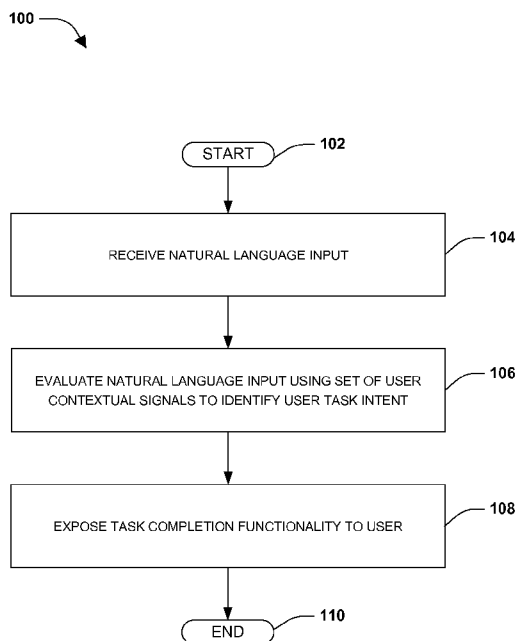 100
START
102
RECEIVE NATURAL LANGUAGE INPUT
104
EVALUATE NATURAL LANGUAGE INPUT USING SET OF USER
CONTEXTUAL SIGNALS TO IDENTIFY USER TASK INTENT
106
EXPOSE TASK COMPLETION FUNCTIONALITY TO USER
108
END
110